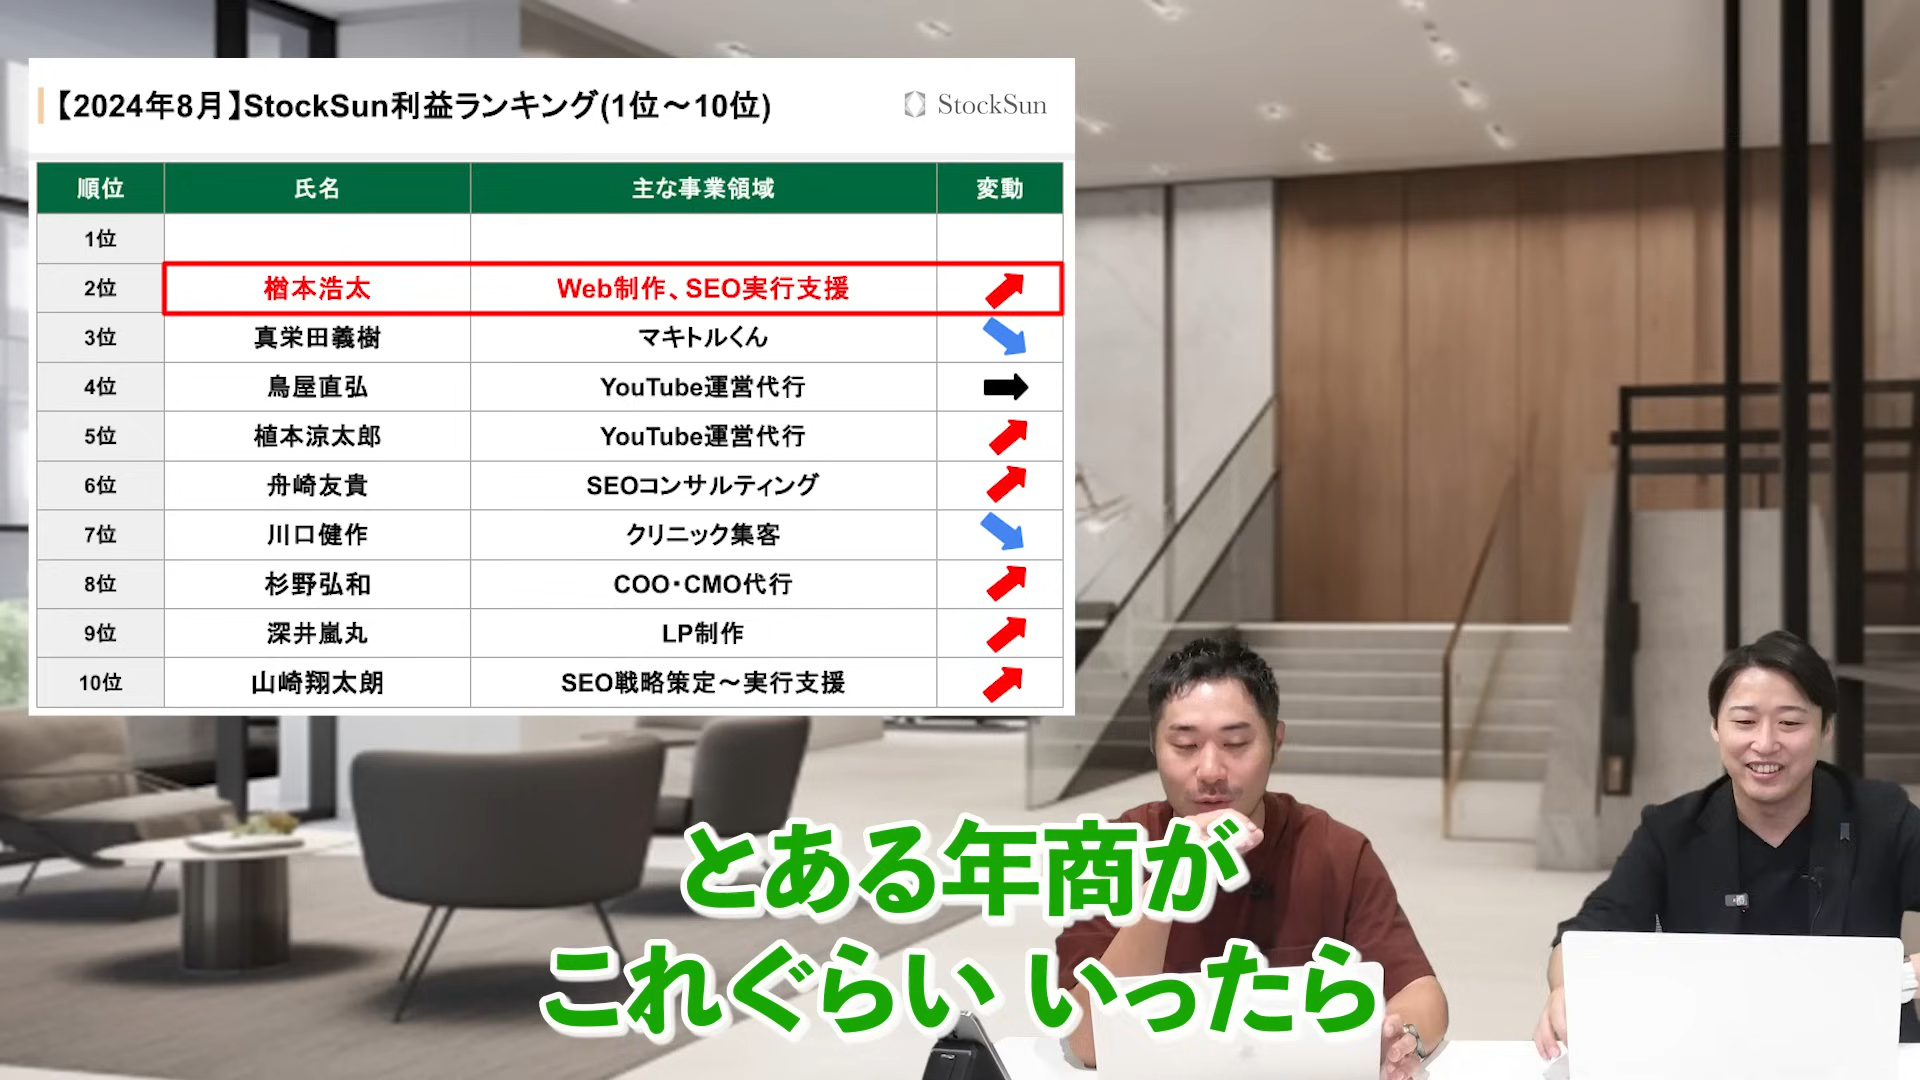 【2024年8月】StockSun利益ランキング(1位～10位)
StockSun
順位 氏名 主な事業領域 変動
1位
2位 楢本浩太 Web制作、SEO実行支援
3位 真栄田義樹 マキトルくん
4位 鳥屋直弘 YouTube運営代行
5位 植本涼太郎 YouTube運営代行
6位 舟崎友貴 SEOコンサルティング
7位 川口健作 クリニック集客
8位 杉野弘和 COO・CMO代行
9位 深井嵐丸 LP制作
10位 山崎翔太朗 SEO戦略策定～実行支援
とある年商が
これぐらい いったら